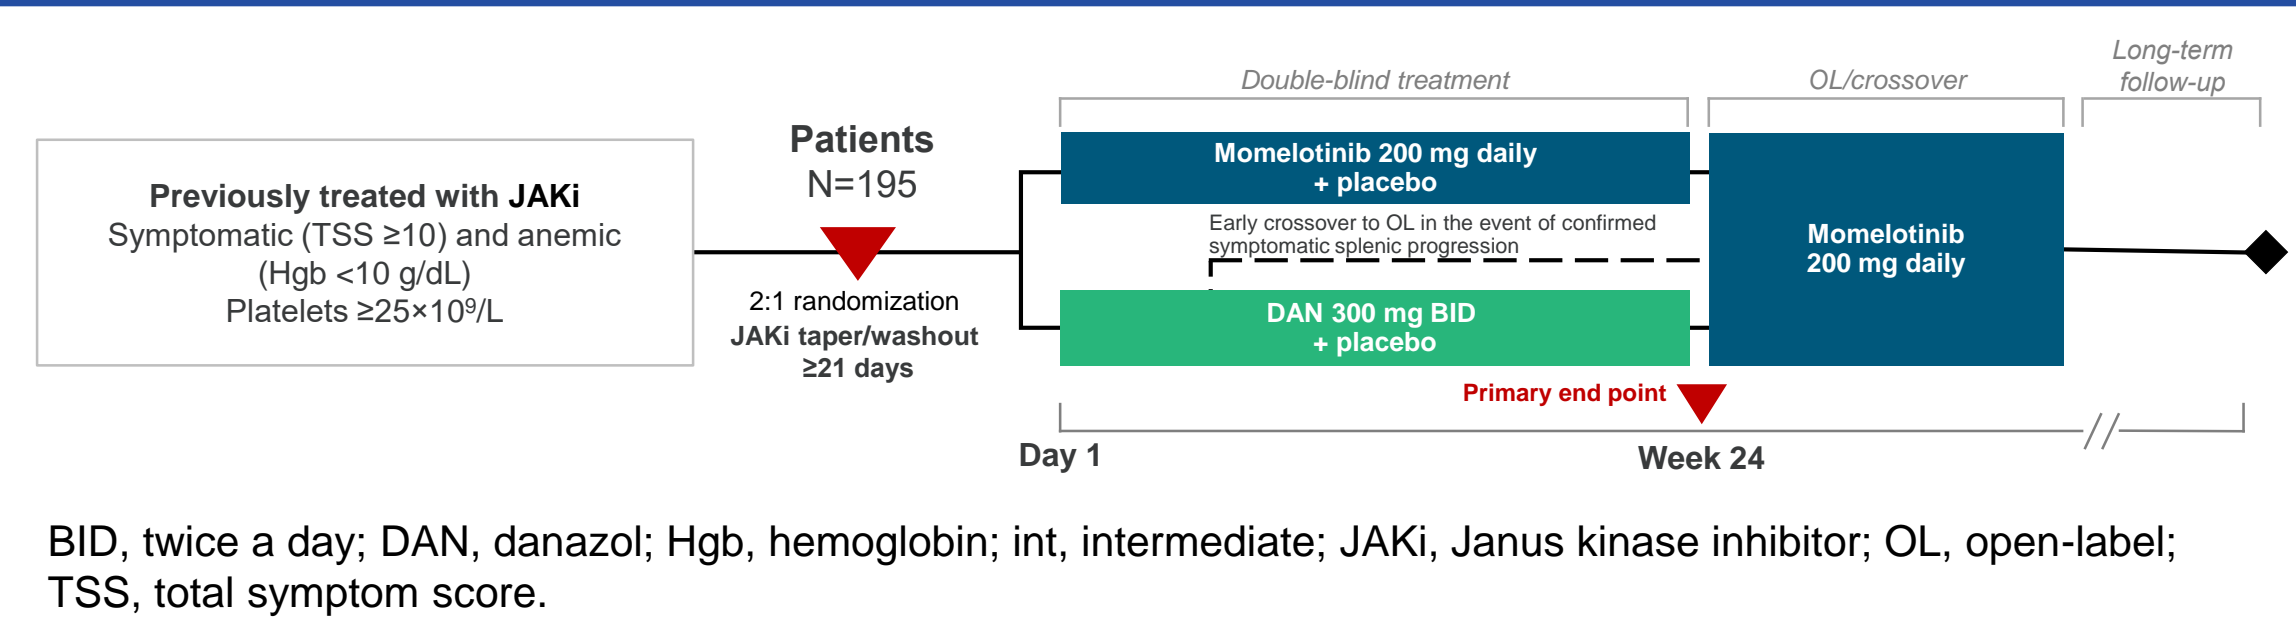 Previously treated with JAKi
Symptomatic (TSS ≥10) and anemic
(Hgb <10 g/dL)
Platelets ≥25×10⁹/L
Patients
N=195
2:1 randomization
JAKi taper/washout
≥21 days
Double-blind treatment
OL/crossover
Long-term
follow-up
Momelotinib 200 mg daily
+ placebo
Early crossover to OL in the event of confirmed
symptomatic splenic progression
DAN 300 mg BID
+ placebo
Momelotinib
200 mg daily
Primary end point
Day 1
Week 24
BID, twice a day; DAN, danazol; Hgb, hemoglobin; int, intermediate; JAKi, Janus kinase inhibitor; OL, open-label;
TSS, total symptom score.